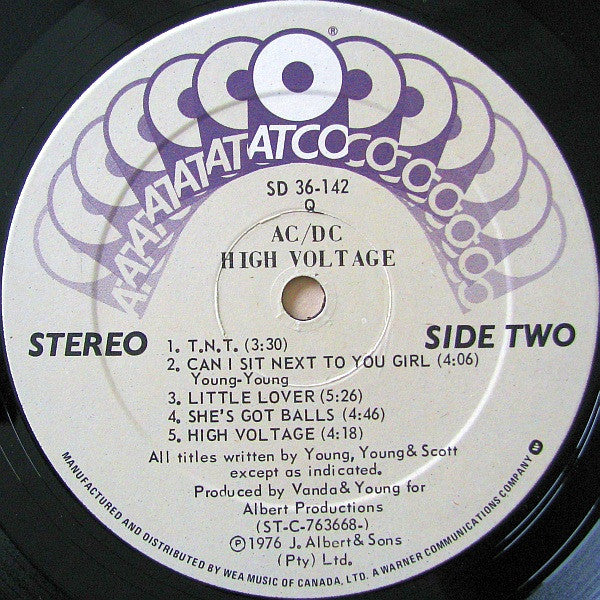 ATCO
®
SD 36-142
Q
AC/DC
HIGH VOLTAGE
STEREO
SIDE TWO
1. T.N.T. (3:30)
2. CAN I SIT NEXT TO YOU GIRL (4:06)
Young-Young
3. LITTLE LOVER (5:26)
4. SHE'S GOT BALLS (4:46)
5. HIGH VOLTAGE (4:18)
All titles written by Young, Young & Scott
except as indicated.
Produced by Vanda & Young for
Albert Productions
(ST-C-763668-)
℗ 1976 J. Albert & Sons
(Pty) Ltd.
MANUFACTURED AND DISTRIBUTED BY WEA MUSIC OF CANADA, LTD. A WARNER COMMUNICATIONS COMPANY